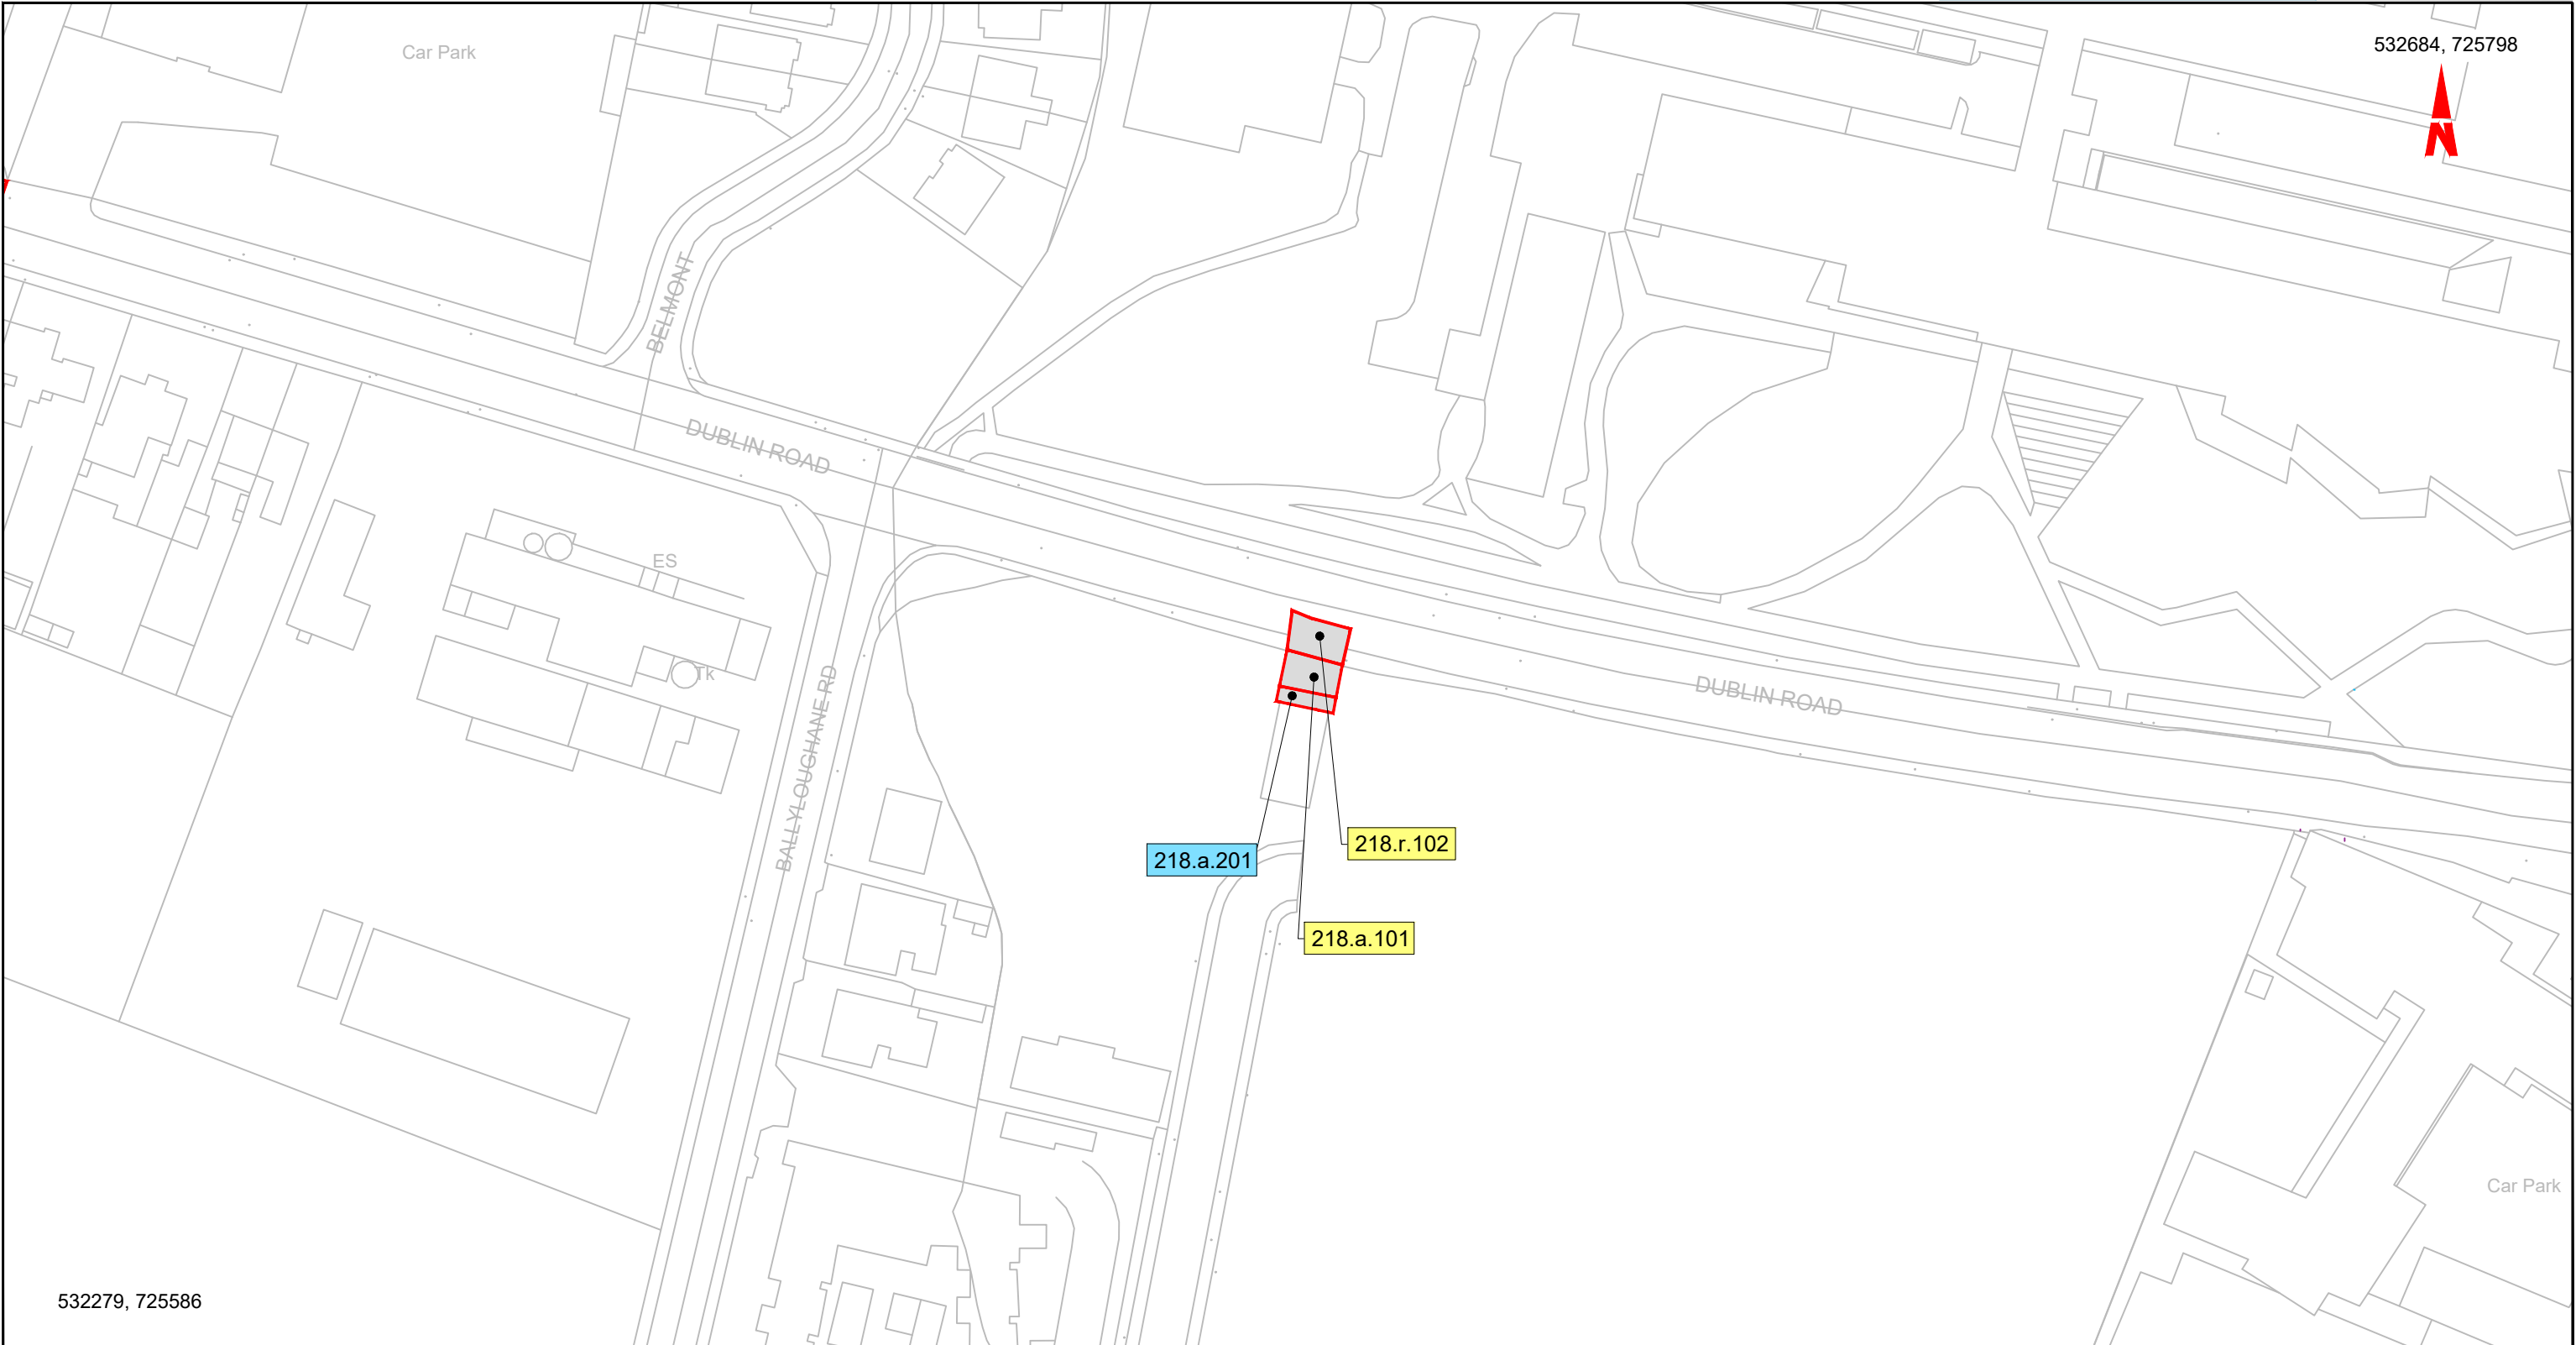 Car Park
532684, 725798
N
BELMONT
DUBLIN ROAD
ES
Tk
BALLYLOUGHANE RD
DUBLIN ROAD
218.r.102
218.a.201
218.a.101
Car Park
532279, 725586